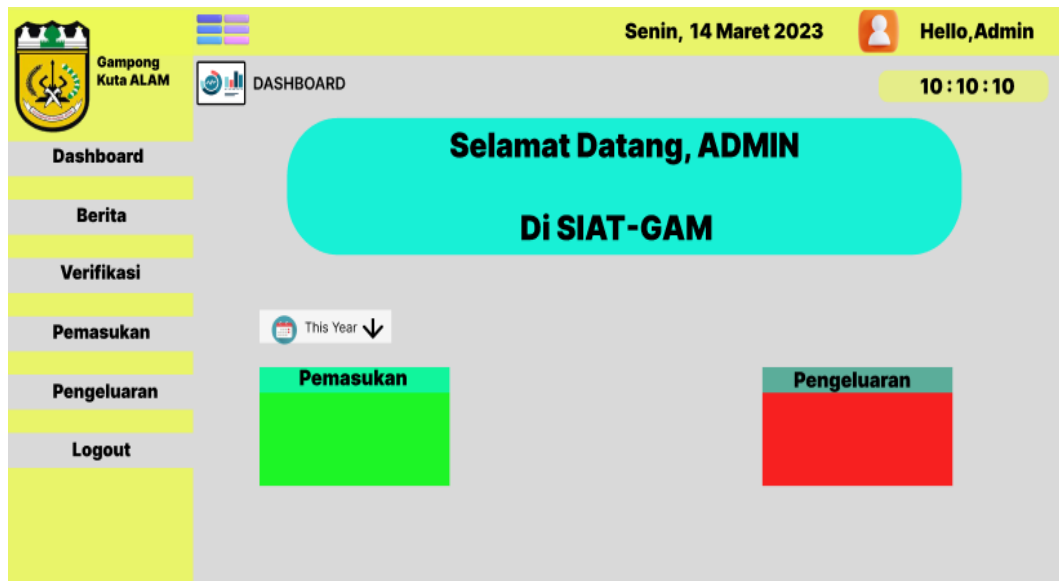 Senin, 14 Maret 2023
Hello,Admin
Gampong
Kuta ALAM
DASHBOARD
10:10:10
Selamat Datang, ADMIN
Di SIAT-GAM
Dashboard
Berita
Verifikasi
Pemasukan
Pengeluaran
Logout
This Year
Pemasukan
Pengeluaran